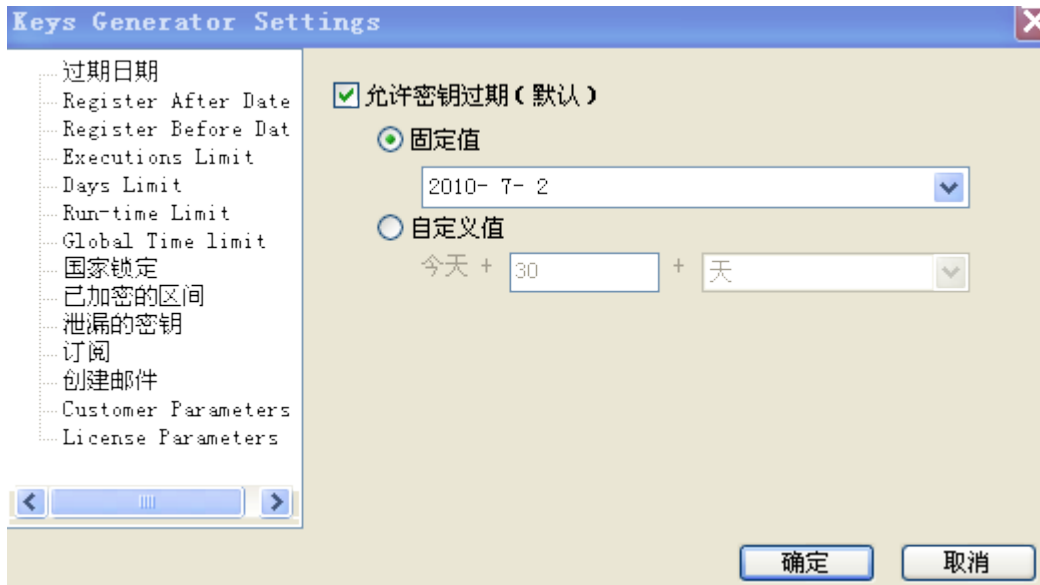 Keys Generator Settings
过期日期
Register After Date
Register Before Dat
Executions Limit
Days Limit
Run-time Limit
Global Time limit
国家锁定
已加密的区间
泄漏的密钥
订阅
创建邮件
Customer Parameters
License Parameters
允许密钥过期(默认)
固定值
2010- 7- 2
自定义值
今天 + 30 + 天
确定 取消